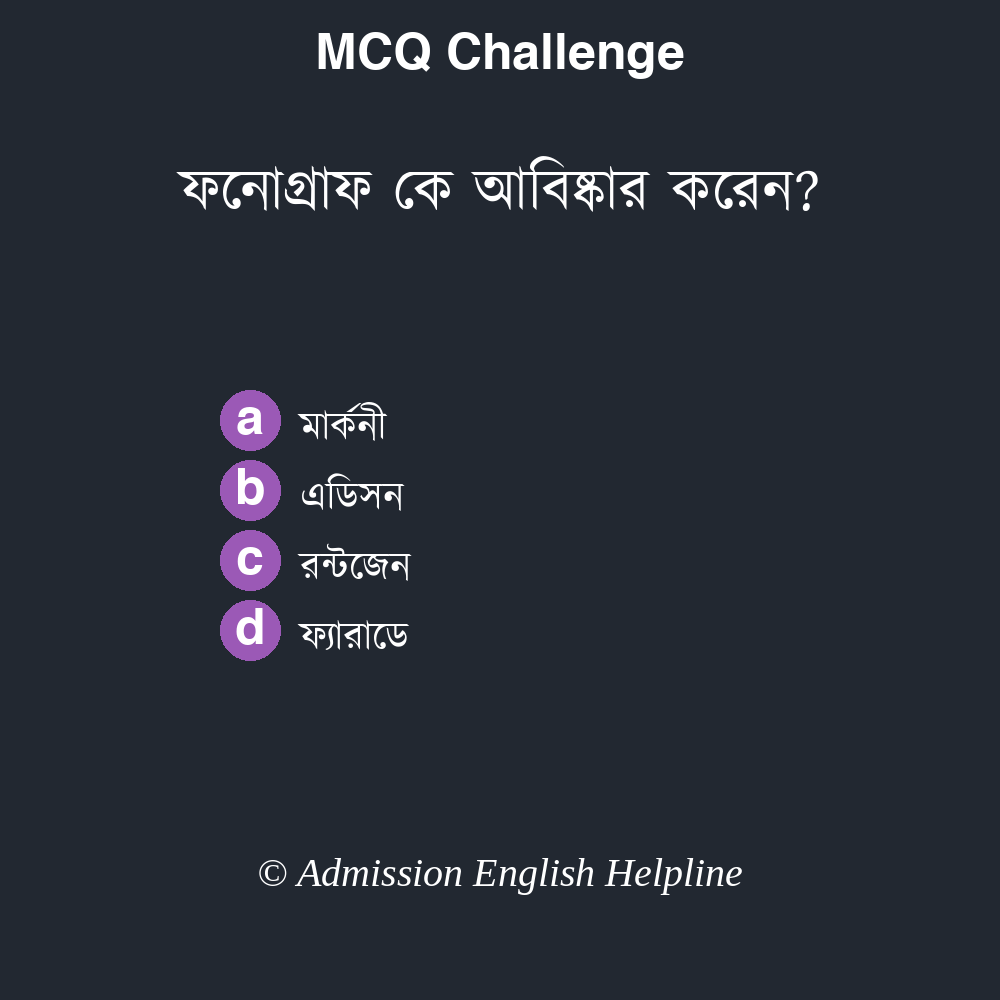 MCQ Challenge
ফনোগ্রাফ কে আবিষ্কার করেন?
a মার্কনী
b এডিসন
c রন্টজেন
d ফ্যারাডে
© Admission English Helpline